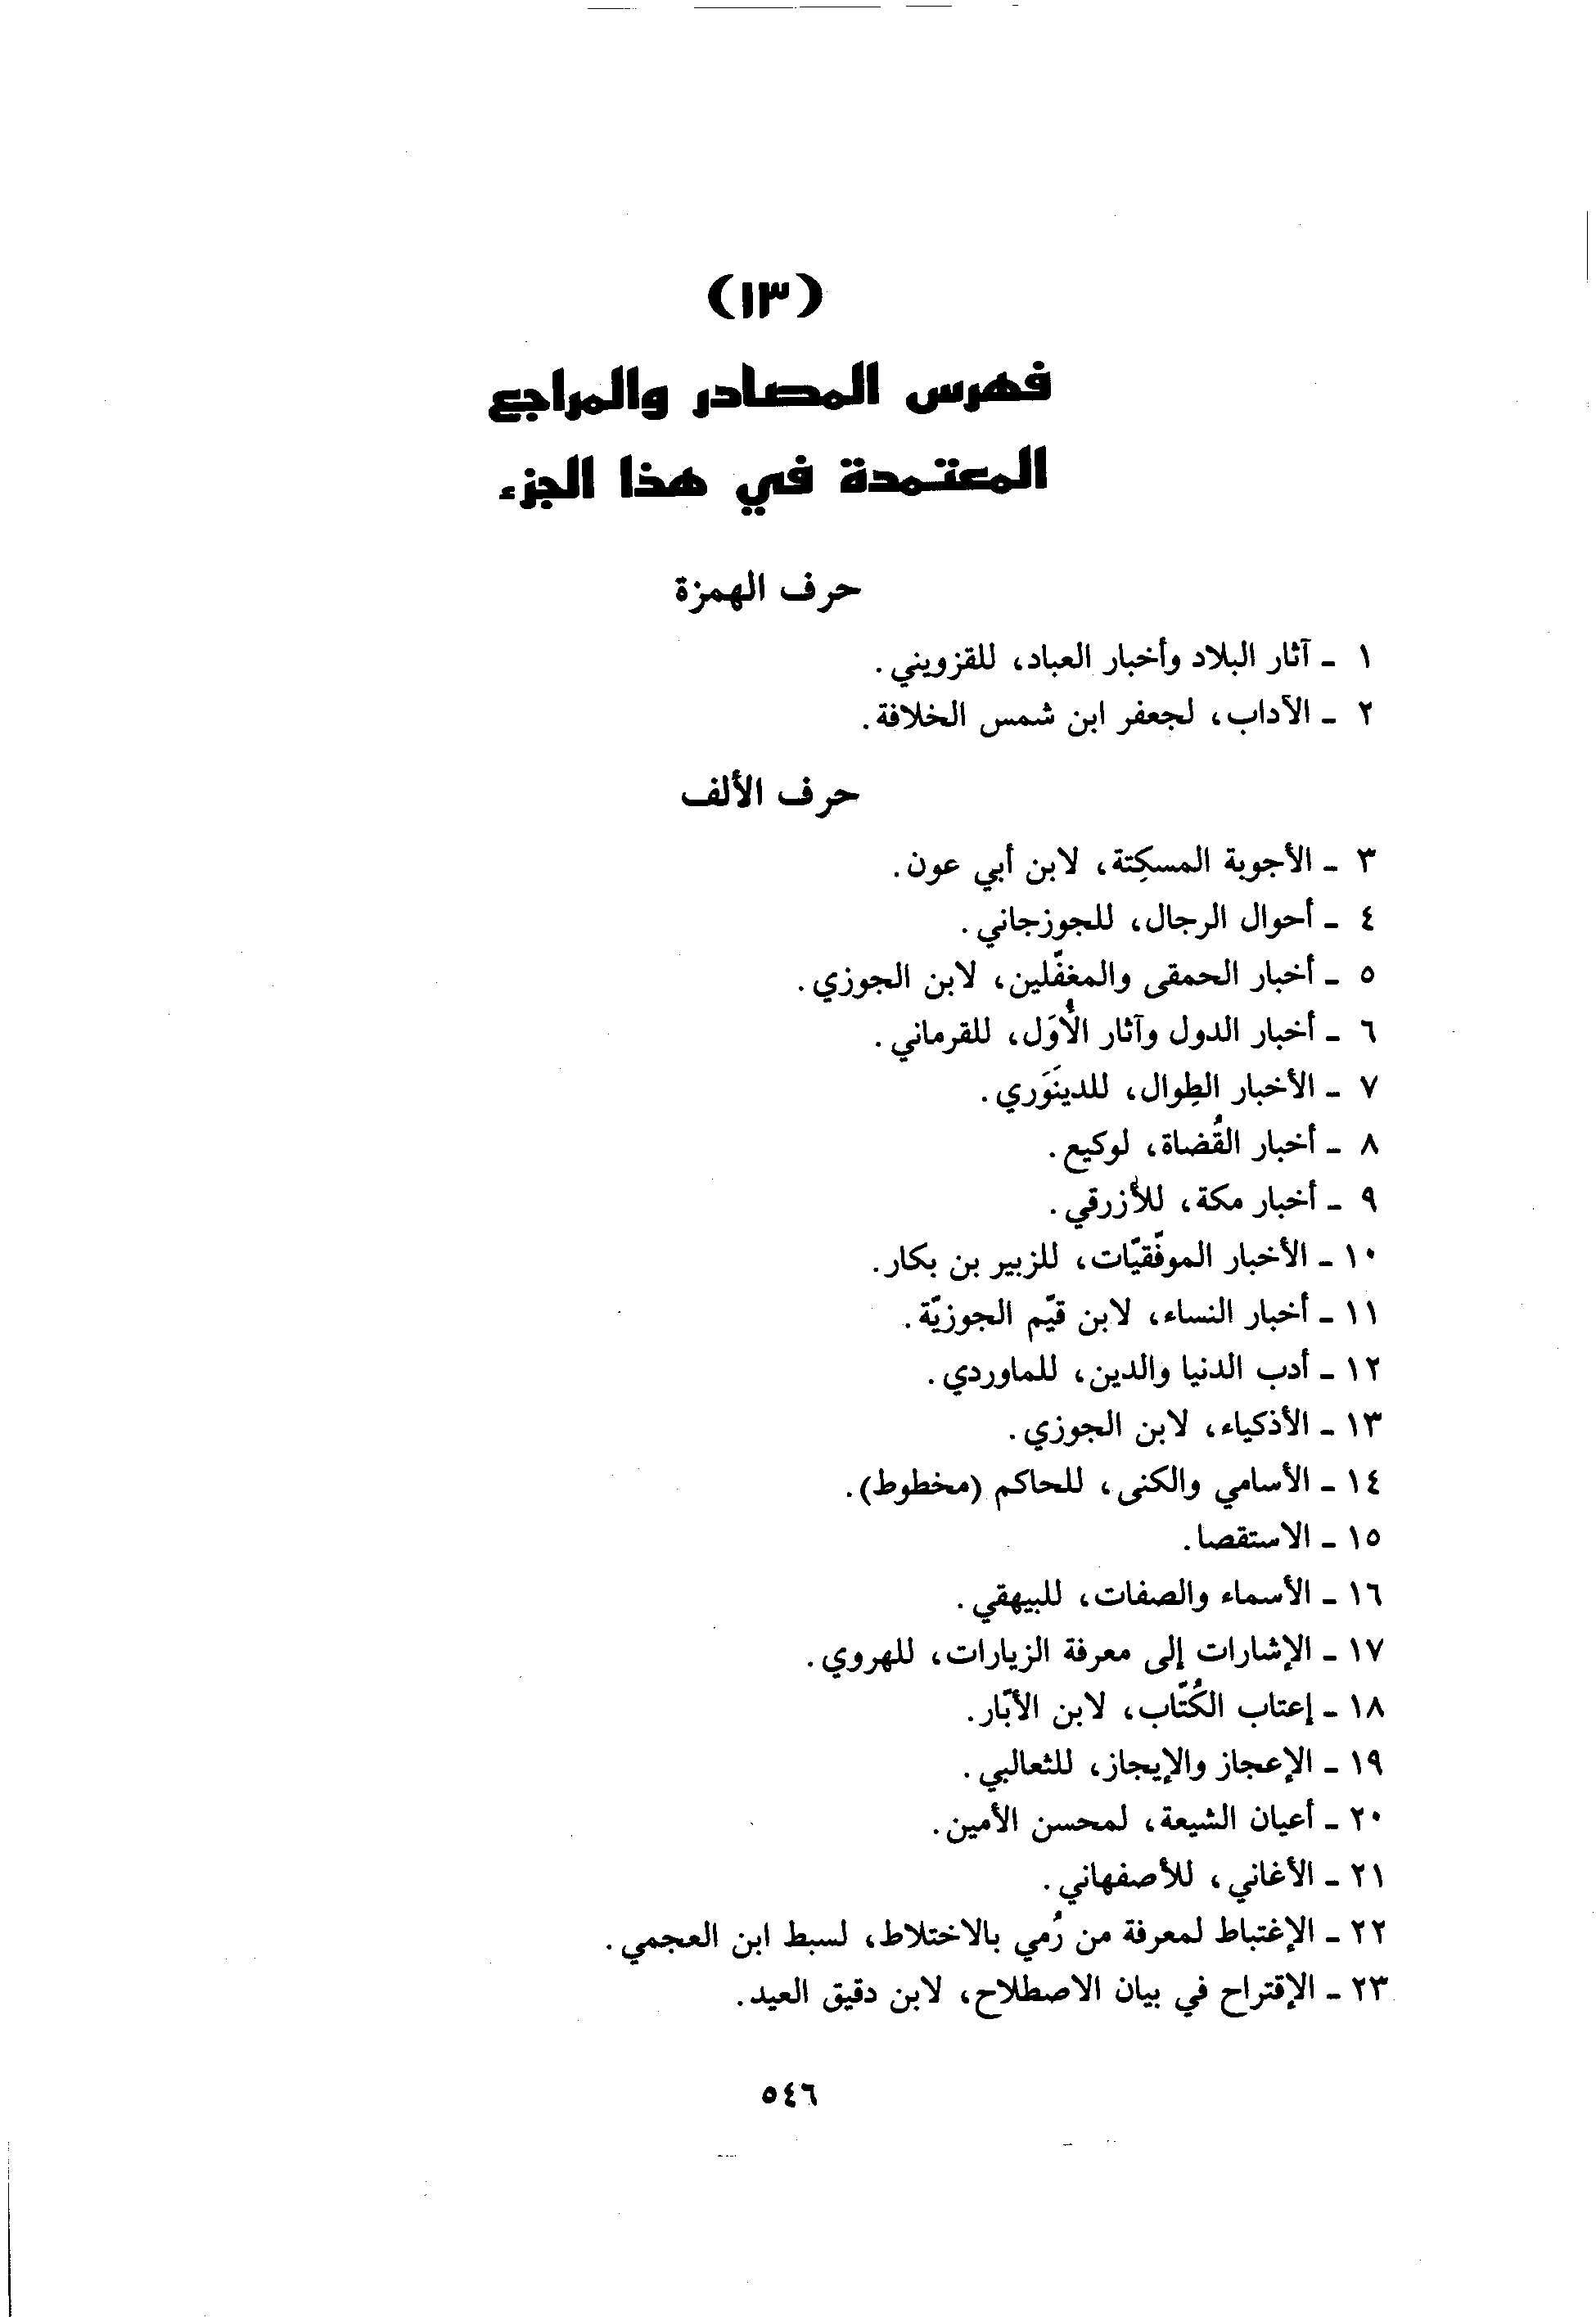 (١٣)
فهرس المصادر والمراجع
المعتمدة في هذا الجزء
حرف الهمزة
١ - آثار البلاد وأخبار العباد، للقزويني.
٢ - الآداب، لجعفر ابن شمس الخلافة.
حرف الألف
٣ - الأجوبة المسكِتة، لابن أبي عون.
٤ - أحوال الرجال، للجوزجاني.
٥ - أخبار الحمقى والمغفّلين، لابن الجوزي.
٦ - أخبار الدول وآثار الأُوَل، للقرماني.
٧ - الأخبار الطِوال، للدينَوَري.
٨ - أخبار القُضاة، لوكيع.
٩ - أخبار مكة، للأزرقي.
١٠ - الأخبار الموفّقيّات، للزبير بن بكار.
١١ - أخبار النساء، لابن قيّم الجوزيّة.
١٢ - أدب الدنيا والدين، للماوردي.
١٣ - الأذكياء، لابن الجوزي.
١٤ - الأسامي والكنى، للحاكم (مخطوط).
١٥ - الاستقصا.
١٦ - الأسماء والصفات، للبيهقي.
١٧ - الإشارات إلى معرفة الزيارات، للهروي.
١٨ - إعتاب الكُتّاب، لابن الأبّار.
١٩ - الإعجاز والإيجاز، للثعالبي.
٢٠ - أعيان الشيعة، لمحسن الأمين.
٢١ - الأغاني، للأصفهاني.
٢٢ - الإغتباط لمعرفة من رُمي بالاختلاط، لسبط ابن العجمي.
٢٣ - الإقتراح في بيان الاصطلاح، لابن دقيق العيد.
٥٤٦